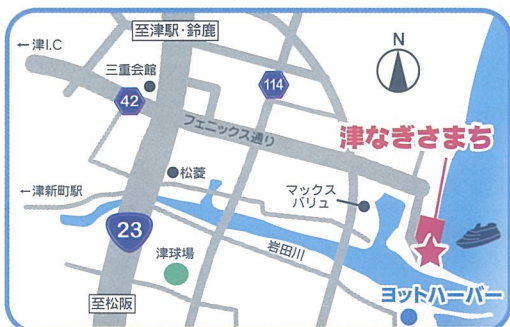 至津駅・鈴鹿
←津I.C
N
三重会館
114
42
フェニックス通り
津なぎさまち
松菱
←津新町駅
マックス
バリュ
23
岩田川
津球場
ヨットハーバー
至松阪